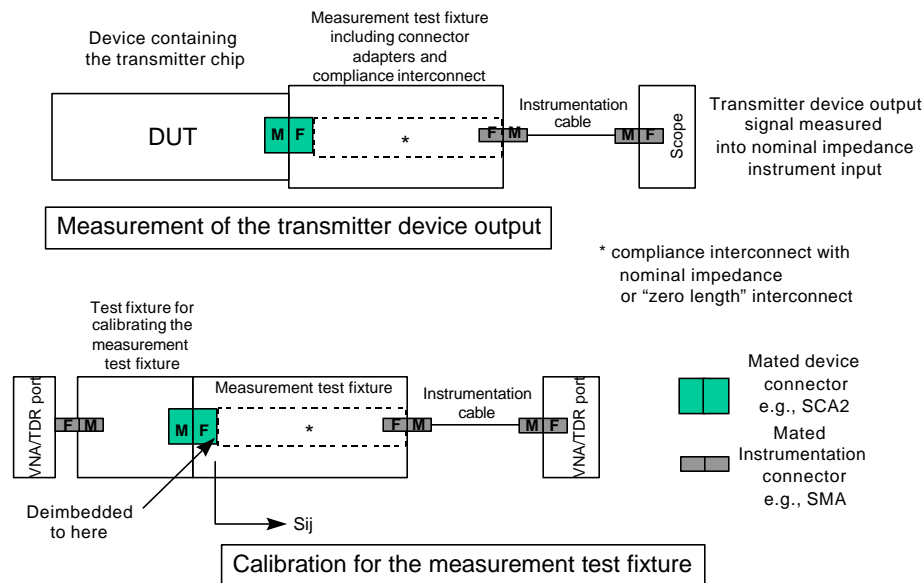 Device containing
the transmitter chip
Measurement test fixture
including connector
adapters and
compliance interconnect
DUT
M F
*
F M
Instrumentation
cable
M F
Scope
Transmitter device output
signal measured
into nominal impedance
instrument input
Measurement of the transmitter device output
* compliance interconnect with
nominal impedance
or "zero length" interconnect
Test fixture for
calibrating the
measurement
test fixture
VNA/TDR port
F M
M F
Measurement test fixture
*
F M
Instrumentation
cable
M F
VNA/TDR port
Mated device
connector
e.g., SCA2
Mated
Instrumentation
connector
e.g., SMA
Deimbedded
to here
Sij
Calibration for the measurement test fixture